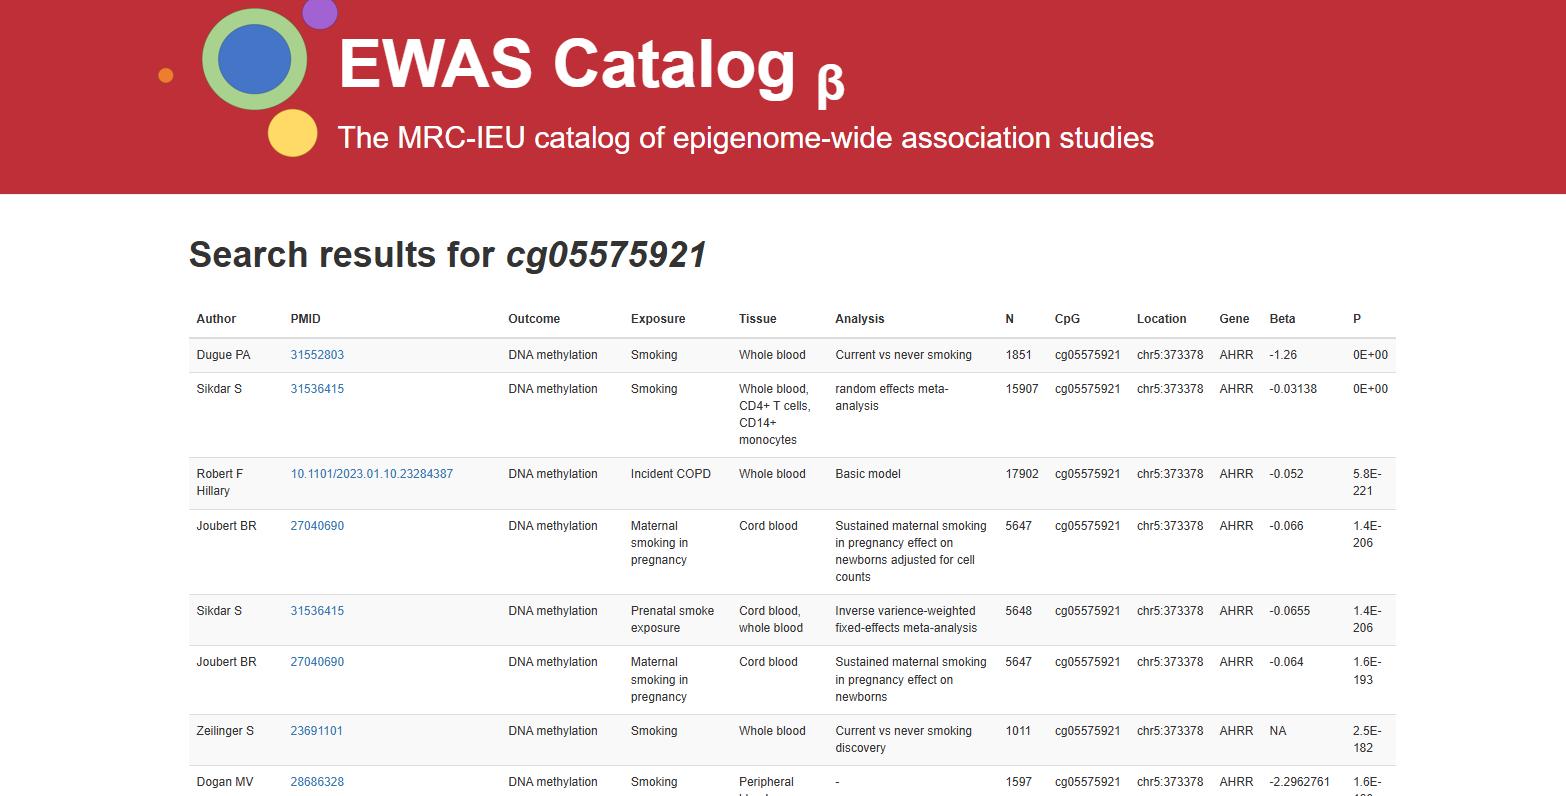 EWAS Catalog β
The MRC-IEU catalog of epigenome-wide association studies
Search results for cg05575921
Author PMID Outcome Exposure Tissue Analysis N CpG Location Gene Beta P
Dugue PA 31552803 DNA methylation Smoking Whole blood Current vs never smoking 1851 cg05575921 chr5:373378 AHRR -1.26 0E+00
Sikdar S 31536415 DNA methylation Smoking Whole blood, random effects meta- 15907 cg05575921 chr5:373378 AHRR -0.03138 0E+00
CD4+ T cells, analysis
CD14+
monocytes
Robert F 10.1101/2023.01.10.23284387 DNA methylation Incident COPD Whole blood Basic model 17902 cg05575921 chr5:373378 AHRR -0.052 5.8E-
Hillary 221
Joubert BR 27040690 DNA methylation Maternal Cord blood Sustained maternal smoking 5647 cg05575921 chr5:373378 AHRR -0.066 1.4E-
smoking in in pregnancy effect on 206
pregnancy newborns adjusted for cell
counts
Sikdar S 31536415 DNA methylation Prenatal smoke Cord blood, Inverse varience-weighted 5648 cg05575921 chr5:373378 AHRR -0.0655 1.4E-
exposure whole blood fixed-effects meta-analysis 206
Joubert BR 27040690 DNA methylation Maternal Cord blood Sustained maternal smoking 5647 cg05575921 chr5:373378 AHRR -0.064 1.6E-
smoking in in pregnancy effect on 193
pregnancy newborns
Zeilinger S 23691101 DNA methylation Smoking Whole blood Current vs never smoking 1011 cg05575921 chr5:373378 AHRR NA 2.5E-
discovery 182
Dogan MV 28686328 DNA methylation Smoking Peripheral - 1597 cg05575921 chr5:373378 AHRR -2.2962761 1.6E-